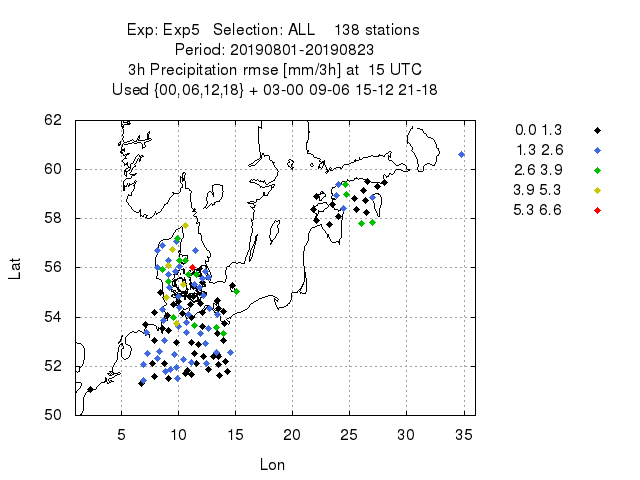 Exp: Exp5 Selection: ALL 138 stations
Period: 20190801-20190823
3h Precipitation rmse [mm/3h] at 15 UTC
Used {00,06,12,18} + 03-00 09-06 15-12 21-18
62
60
58
56
54
52
50
Lat
5 10 15 20 25 30 35
Lon
0.0 1.3
1.3 2.6
2.6 3.9
3.9 5.3
5.3 6.6